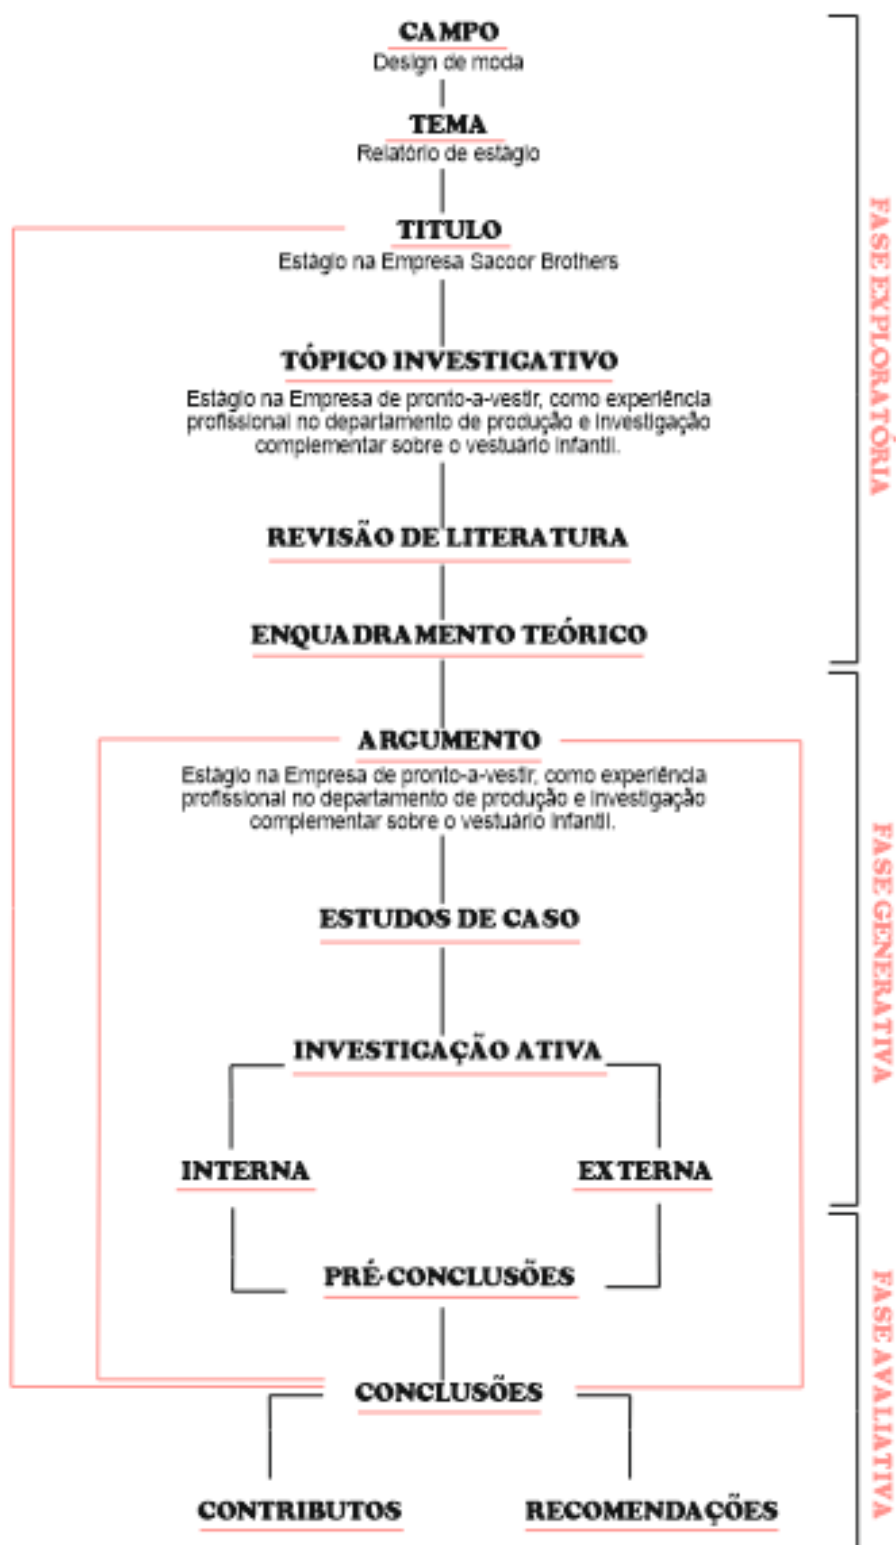 CAMPO
Design de moda
TEMA
Relatório de estágio
TITULO
Estágio na Empresa Sacoor Brothers
TÓPICO INVESTIGATIVO
Estágio na Empresa de pronto-a-vestir, como experiência
profissional no departamento de produção e investigação
complementar sobre o vestuário infantil.
REVISÃO DE LITERATURA
ENQUADRAMENTO TEÓRICO
FASE EXPLORATÓRIA
ARGUMENTO
Estágio na Empresa de pronto-a-vestir, como experiência
profissional no departamento de produção e investigação
complementar sobre o vestuário infantil.
ESTUDOS DE CASO
INVESTIGAÇÃO ATIVA
INTERNA
EXTERNA
FASE GENERATIVA
PRÉ-CONCLUSÕES
CONCLUSÕES
CONTRIBUTOS
RECOMENDAÇÕES
FASE AVALIATIVA